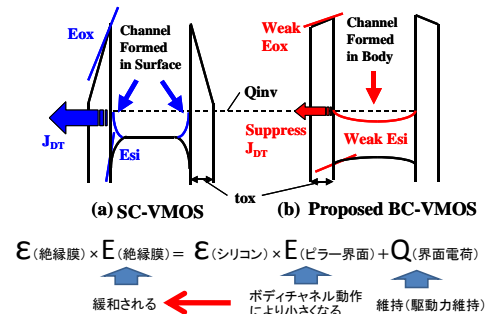 Eox
Channel
Formed
in Surface
Weak
Eox
Channel
Formed
in Body
Qinv
JDT
Esi
Suppress
JDT
Weak Esi
tox
(a) SC-VMOS
(b) Proposed BC-VMOS
ε(絶縁膜)×E(絶縁膜)= ε(シリコン)×E(ピラー界面)+Q(界面電荷)
緩和される
ボディチャネル動作
により小さくなる
維持(駆動力維持)